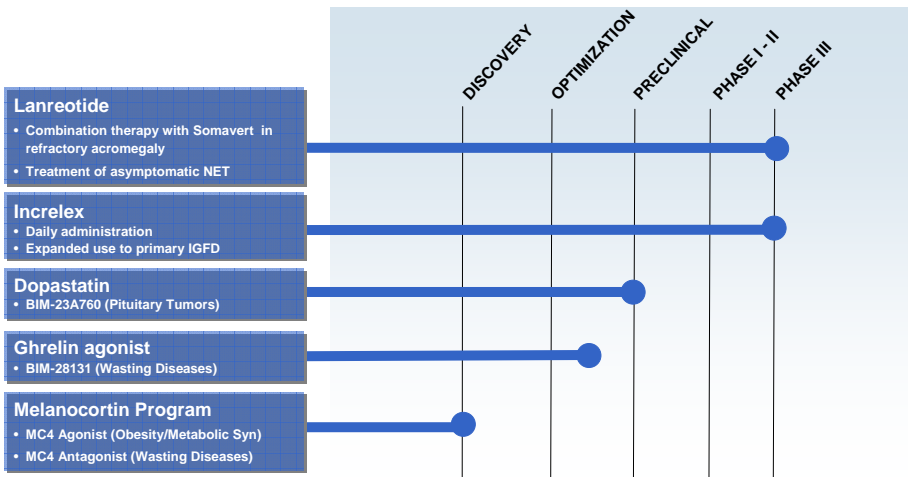 DISCOVERY
OPTIMIZATION
PRECLINICAL
PHASE I - II
PHASE III
Lanreotide
• Combination therapy with Somavert in
refractory acromegaly
• Treatment of asymptomatic NET
Increlex
• Daily administration
• Expanded use to primary IGFD
Dopastatin
• BIM-23A760 (Pituitary Tumors)
Ghrelin agonist
• BIM-28131 (Wasting Diseases)
Melanocortin Program
• MC4 Agonist (Obesity/Metabolic Syn)
• MC4 Antagonist (Wasting Diseases)